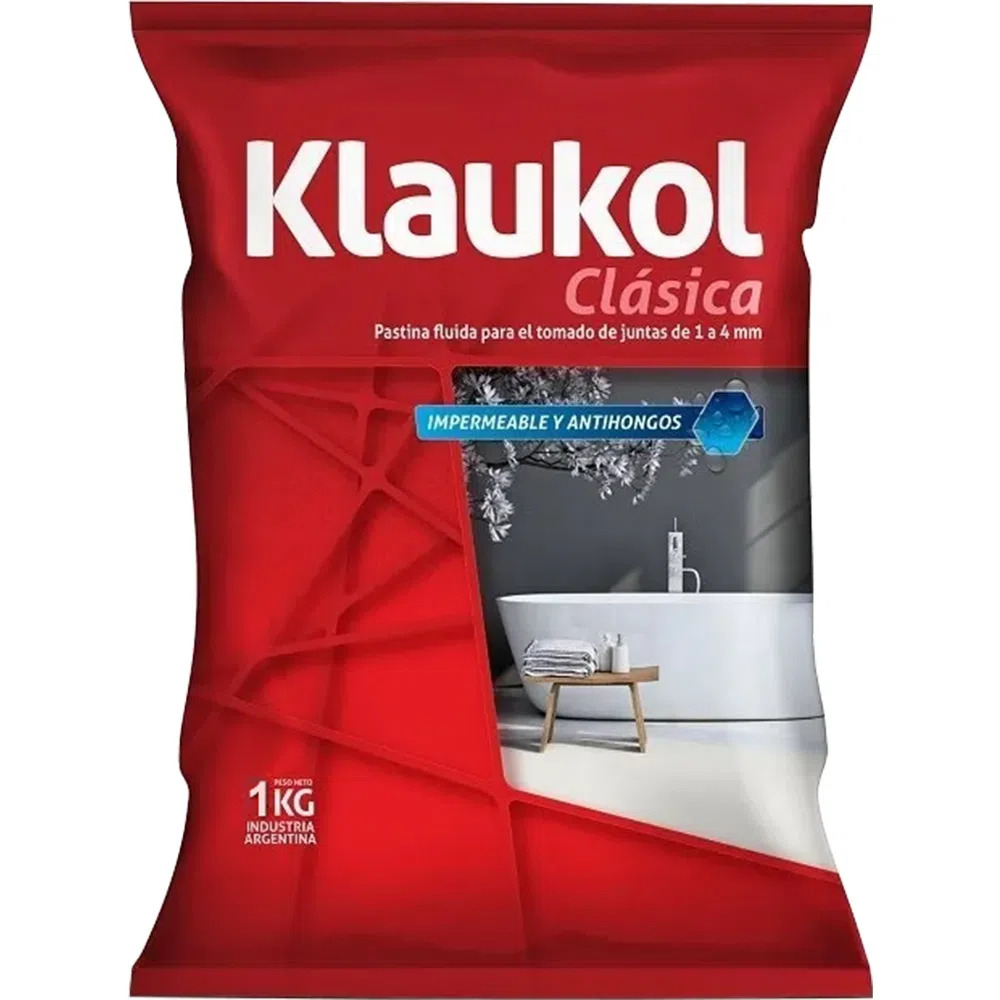 Klaukol
Clásica
Pastina fluida para el tomado de juntas de 1 a 4 mm
IMPERMEABLE Y ANTIHONGOS
PESO NETO
1KG
INDUSTRIA
ARGENTINA